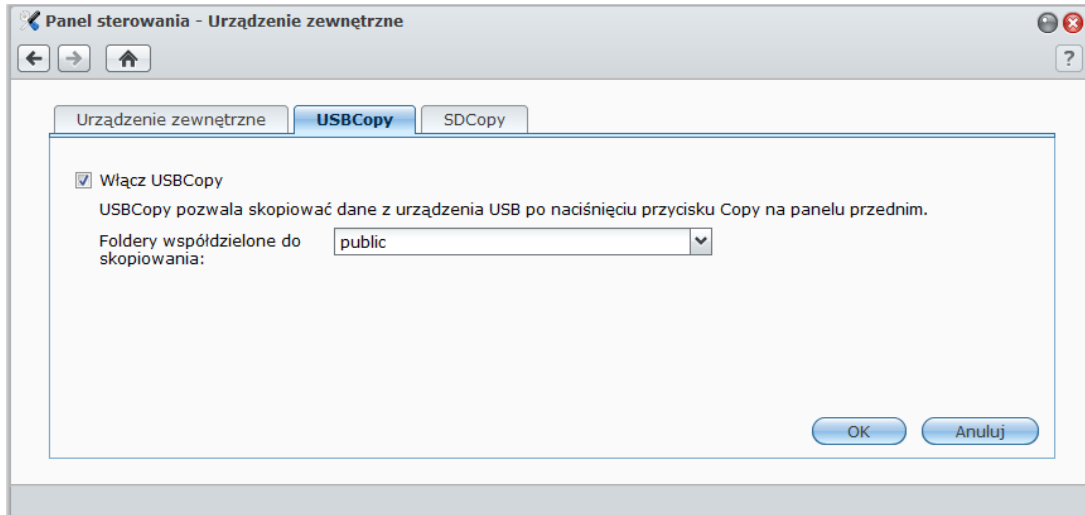 Panel sterowania - Urządzenie zewnętrzne
?
Urządzenie zewnętrzne USBCopy SDCopy
Włącz USBCopy
USBCopy pozwala skopiować dane z urządzenia USB po naciśnięciu przycisku Copy na panelu przednim.
Foldery współdzielone do public
skopiowania:
OK Anuluj